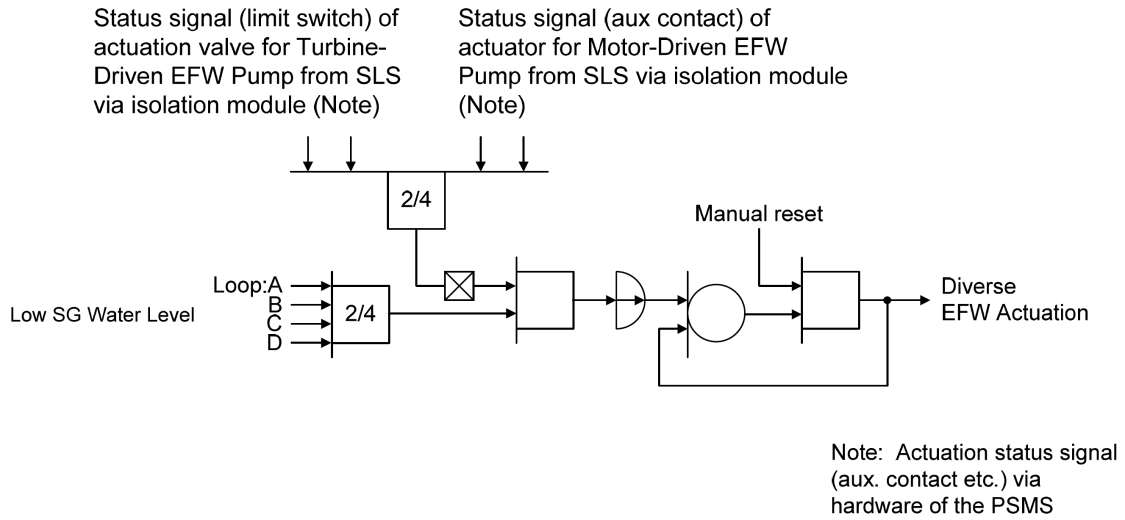 Status signal (limit switch) of
actuation valve for Turbine-
Driven EFW Pump from SLS
via isolation module (Note)
Status signal (aux contact) of
actuator for Motor-Driven EFW
Pump from SLS via isolation module
(Note)
2/4
Manual reset
Loop:A
B
C
D
Low SG Water Level
2/4
Diverse
EFW Actuation
Note: Actuation status signal
(aux. contact etc.) via
hardware of the PSMS